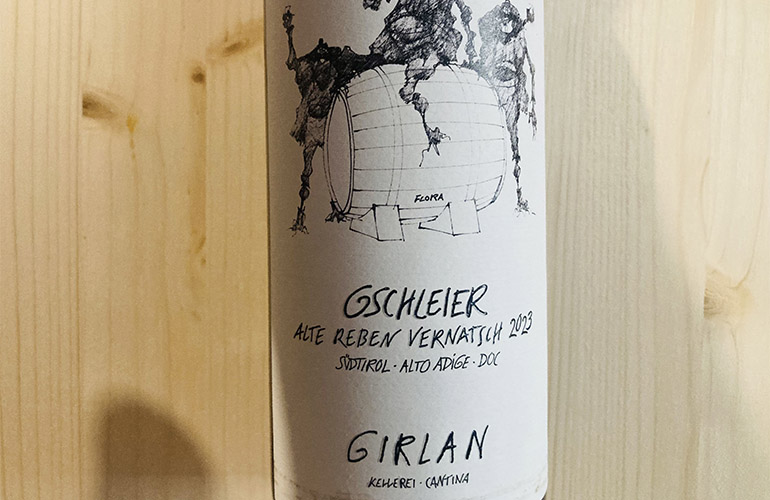 FLORA
GSCHLEIER
ALTE REBEN VERNATSCH 2023
SÜDTIROL · ALTO ADIGE · DOC
GIRLAN
KELLEREI · CANTINA